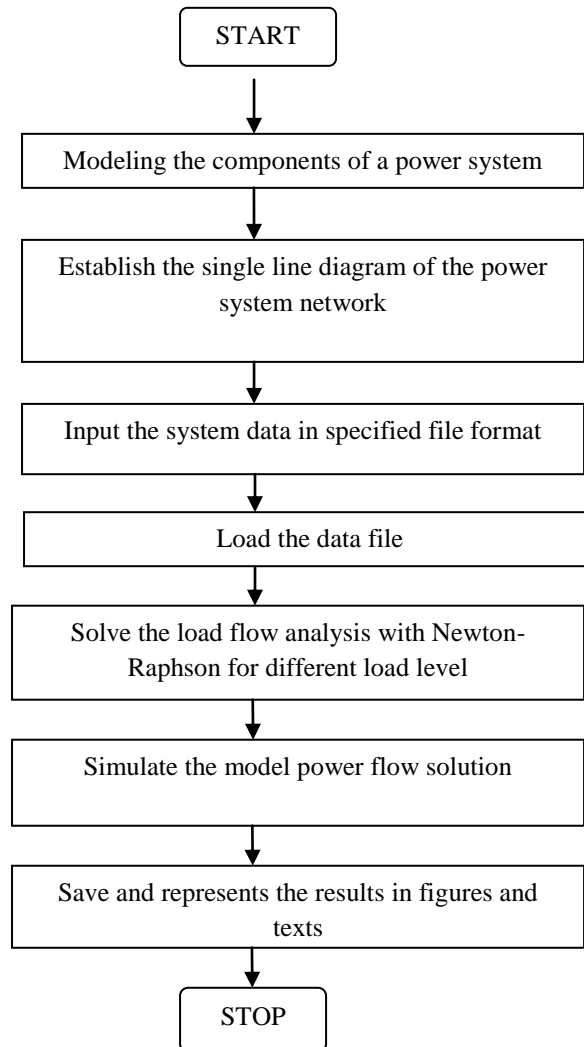 START
Modeling the components of a power system
Establish the single line diagram of the power
system network
Input the system data in specified file format
Load the data file
Solve the load flow analysis with Newton-
Raphson for different load level
Simulate the model power flow solution
Save and represents the results in figures and
texts
STOP